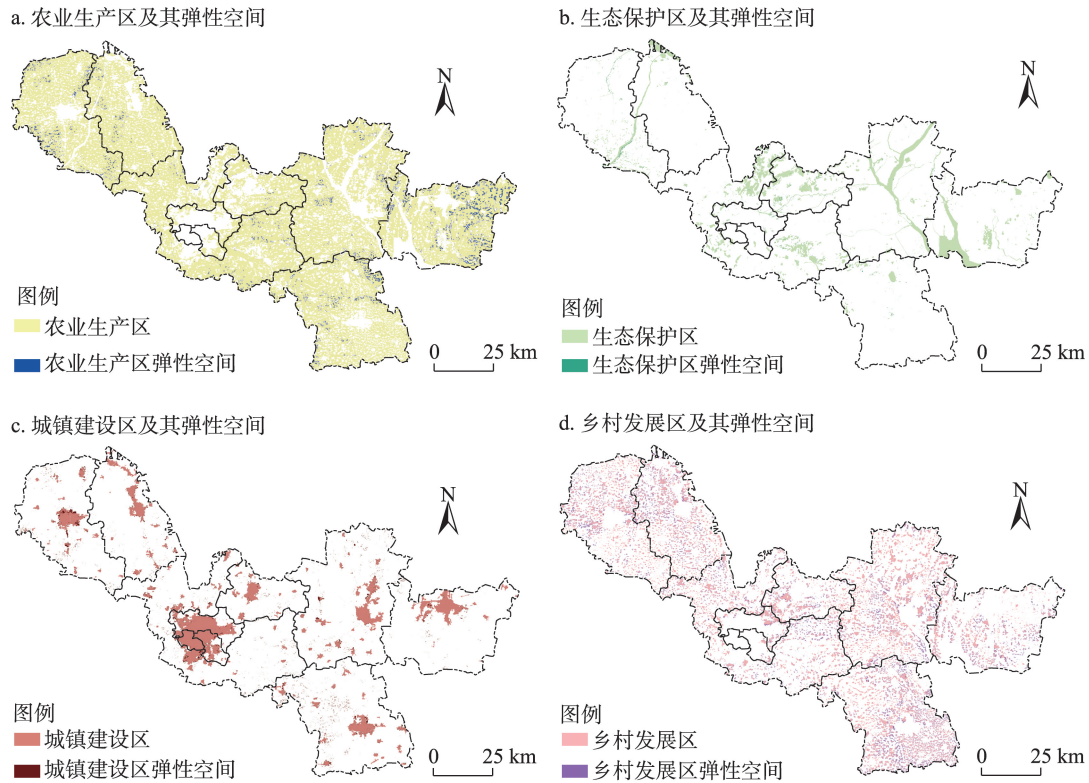 a. 农业生产区及其弹性空间
N
图例
农业生产区
农业生产区弹性空间
0 25 km
b. 生态保护区及其弹性空间
N
图例
生态保护区
生态保护区弹性空间
0 25 km
c. 城镇建设区及其弹性空间
N
图例
城镇建设区
城镇建设区弹性空间
0 25 km
d. 乡村发展区及其弹性空间
N
图例
乡村发展区
乡村发展区弹性空间
0 25 km